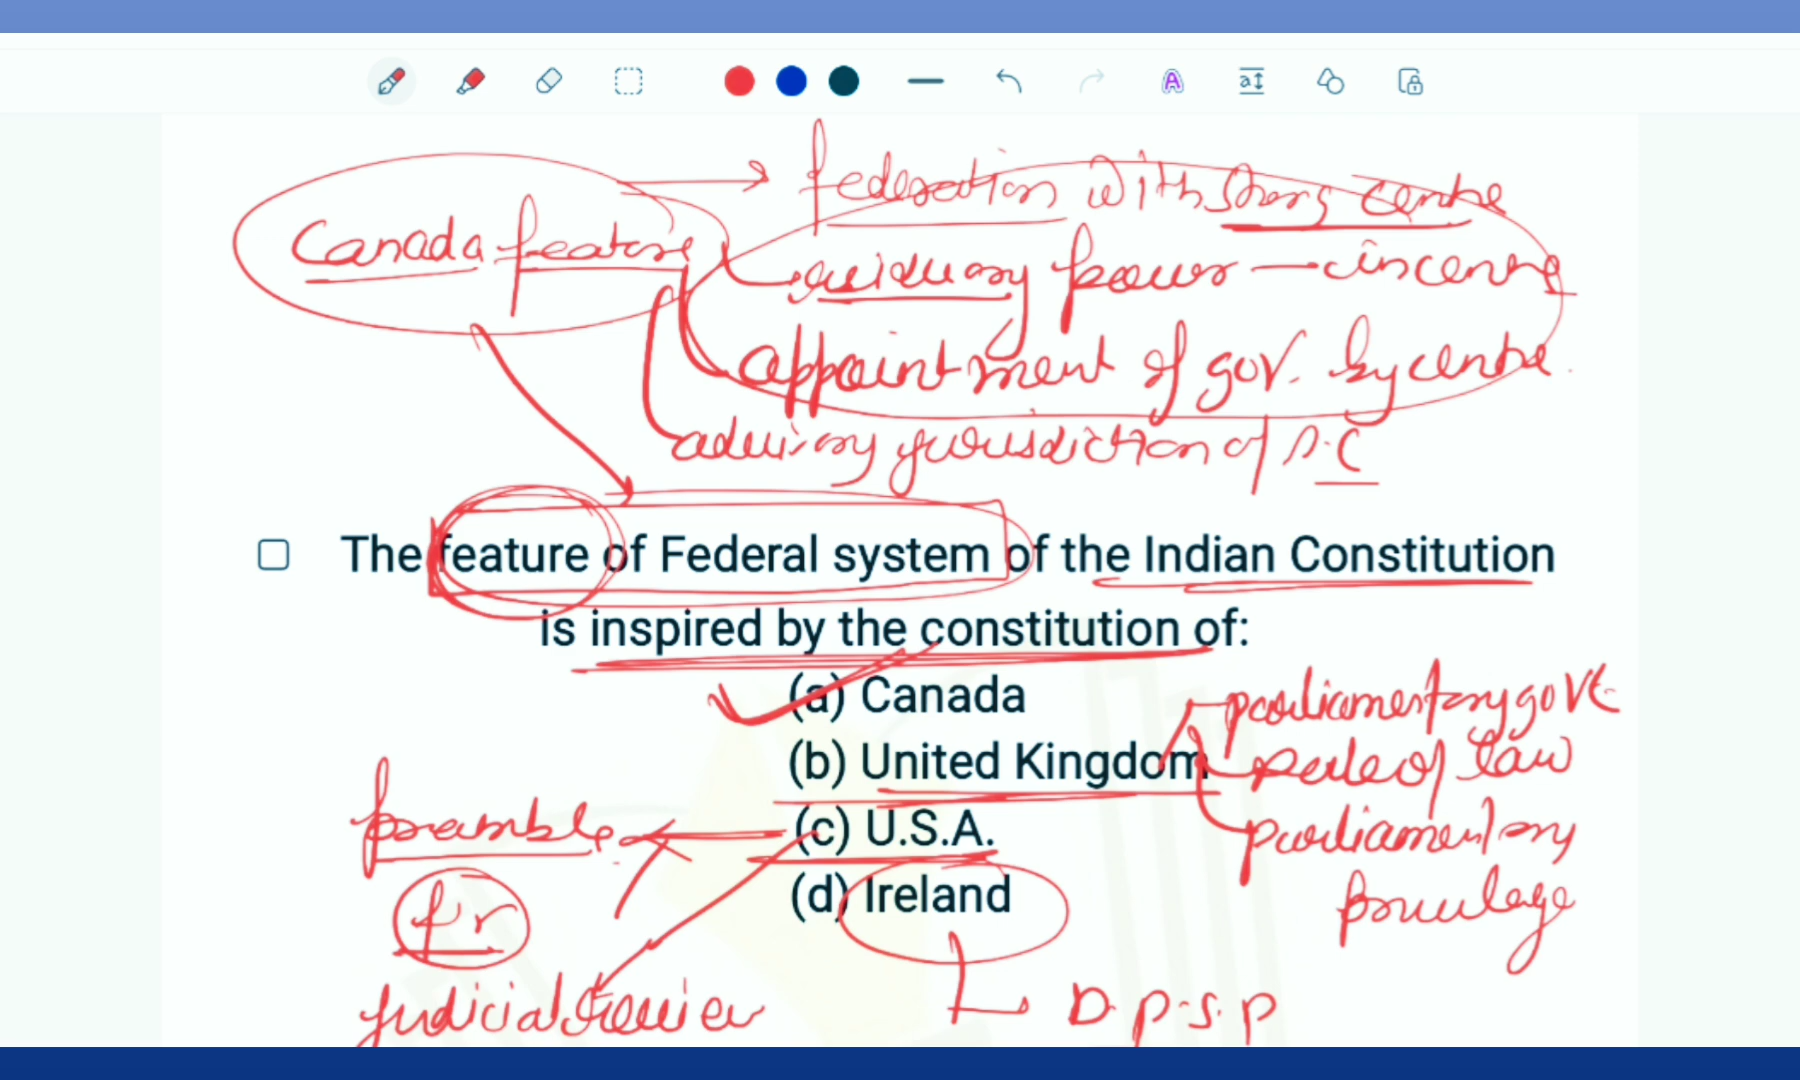 federation with strong centre
Canada feature
residuary power — in centre
appointment of gov. by centre.
advisory jurisdiction of S.C
The feature of Federal system of the Indian Constitution
is inspired by the constitution of:
(a) Canada
parliamentary govt.
(b) United Kingdom
rule of law
preamble
(c) U.S.A.
parliamentary
(d) Ireland
privilege
f r
judicial review
D.P.S.P